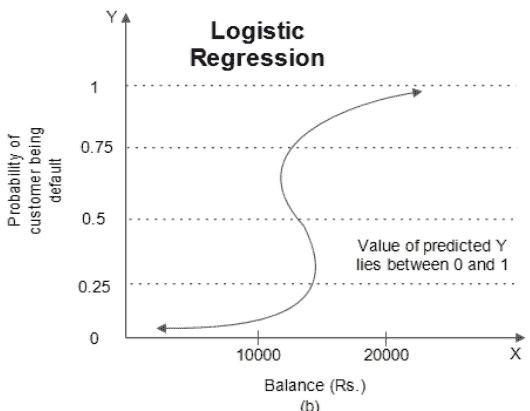 Y
Logistic
Regression
1
0.75
0.5
0.25
0
Probability of
customer being
default
Value of predicted Y
lies between 0 and 1
10000
20000
X
Balance (Rs.)
(b)